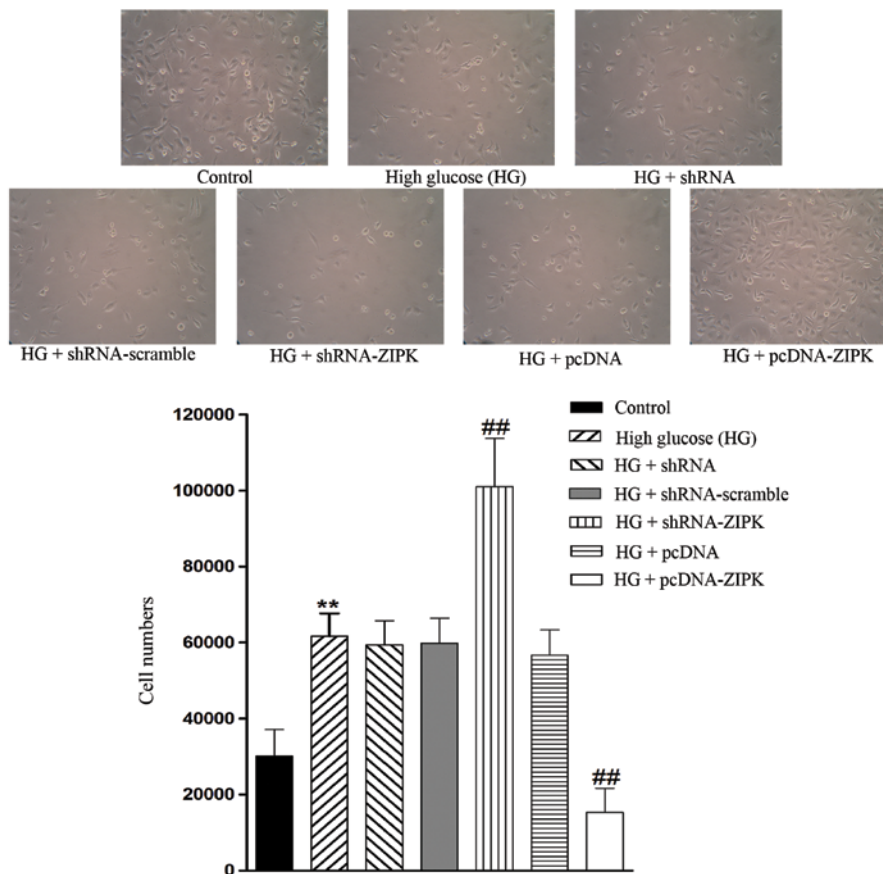 Control
High glucose (HG)
HG + shRNA
HG + shRNA-scramble
HG + shRNA-ZIPK
HG + pcDNA
HG + pcDNA-ZIPK
120000
100000
80000
60000
40000
20000
0
Cell numbers
**
##
##
Control
High glucose (HG)
HG + shRNA
HG + shRNA-scramble
HG + shRNA-ZIPK
HG + pcDNA
HG + pcDNA-ZIPK